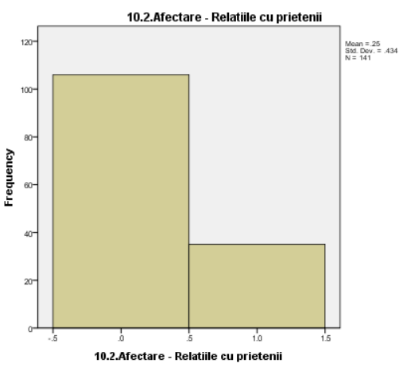 10.2.Afectare - Relatiile cu prietenii
Mean = .25
Std. Dev. = .434
N = 141
120
100
80
60
40
20
0
Frequency
-.5
.0
.5
1.0
1.5
10.2.Afectare - Relatiile cu prietenii